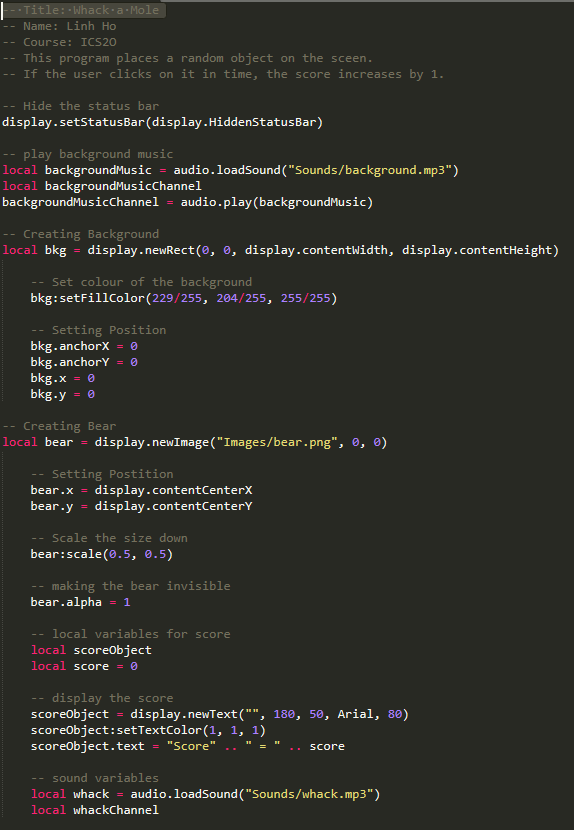 -- Title: Whack a Mole
-- Name: Linh Ho
-- Course: ICS2O
-- This program places a random object on the sceen.
-- If the user clicks on it in time, the score increases by 1.

-- Hide the status bar
display.setStatusBar(display.HiddenStatusBar)

-- play background music
local backgroundMusic = audio.loadSound("Sounds/background.mp3")
local backgroundMusicChannel
backgroundMusicChannel = audio.play(backgroundMusic)

-- Creating Background
local bkg = display.newRect(0, 0, display.contentWidth, display.contentHeight)

    -- Set colour of the background
    bkg:setFillColor(229/255, 204/255, 255/255)

    -- Setting Position
    bkg.anchorX = 0
    bkg.anchorY = 0
    bkg.x = 0
    bkg.y = 0

-- Creating Bear
local bear = display.newImage("Images/bear.png", 0, 0)

    -- Setting Postition
    bear.x = display.contentCenterX
    bear.y = display.contentCenterY

    -- Scale the size down
    bear:scale(0.5, 0.5)

    -- making the bear invisible
    bear.alpha = 1

    -- local variables for score
    local scoreObject
    local score = 0

    -- display the score
    scoreObject = display.newText("", 180, 50, Arial, 80)
    scoreObject:setTextColor(1, 1, 1)
    scoreObject.text = "Score" .. " = " .. score

    -- sound variables
    local whack = audio.loadSound("Sounds/whack.mp3")
    local whackChannel